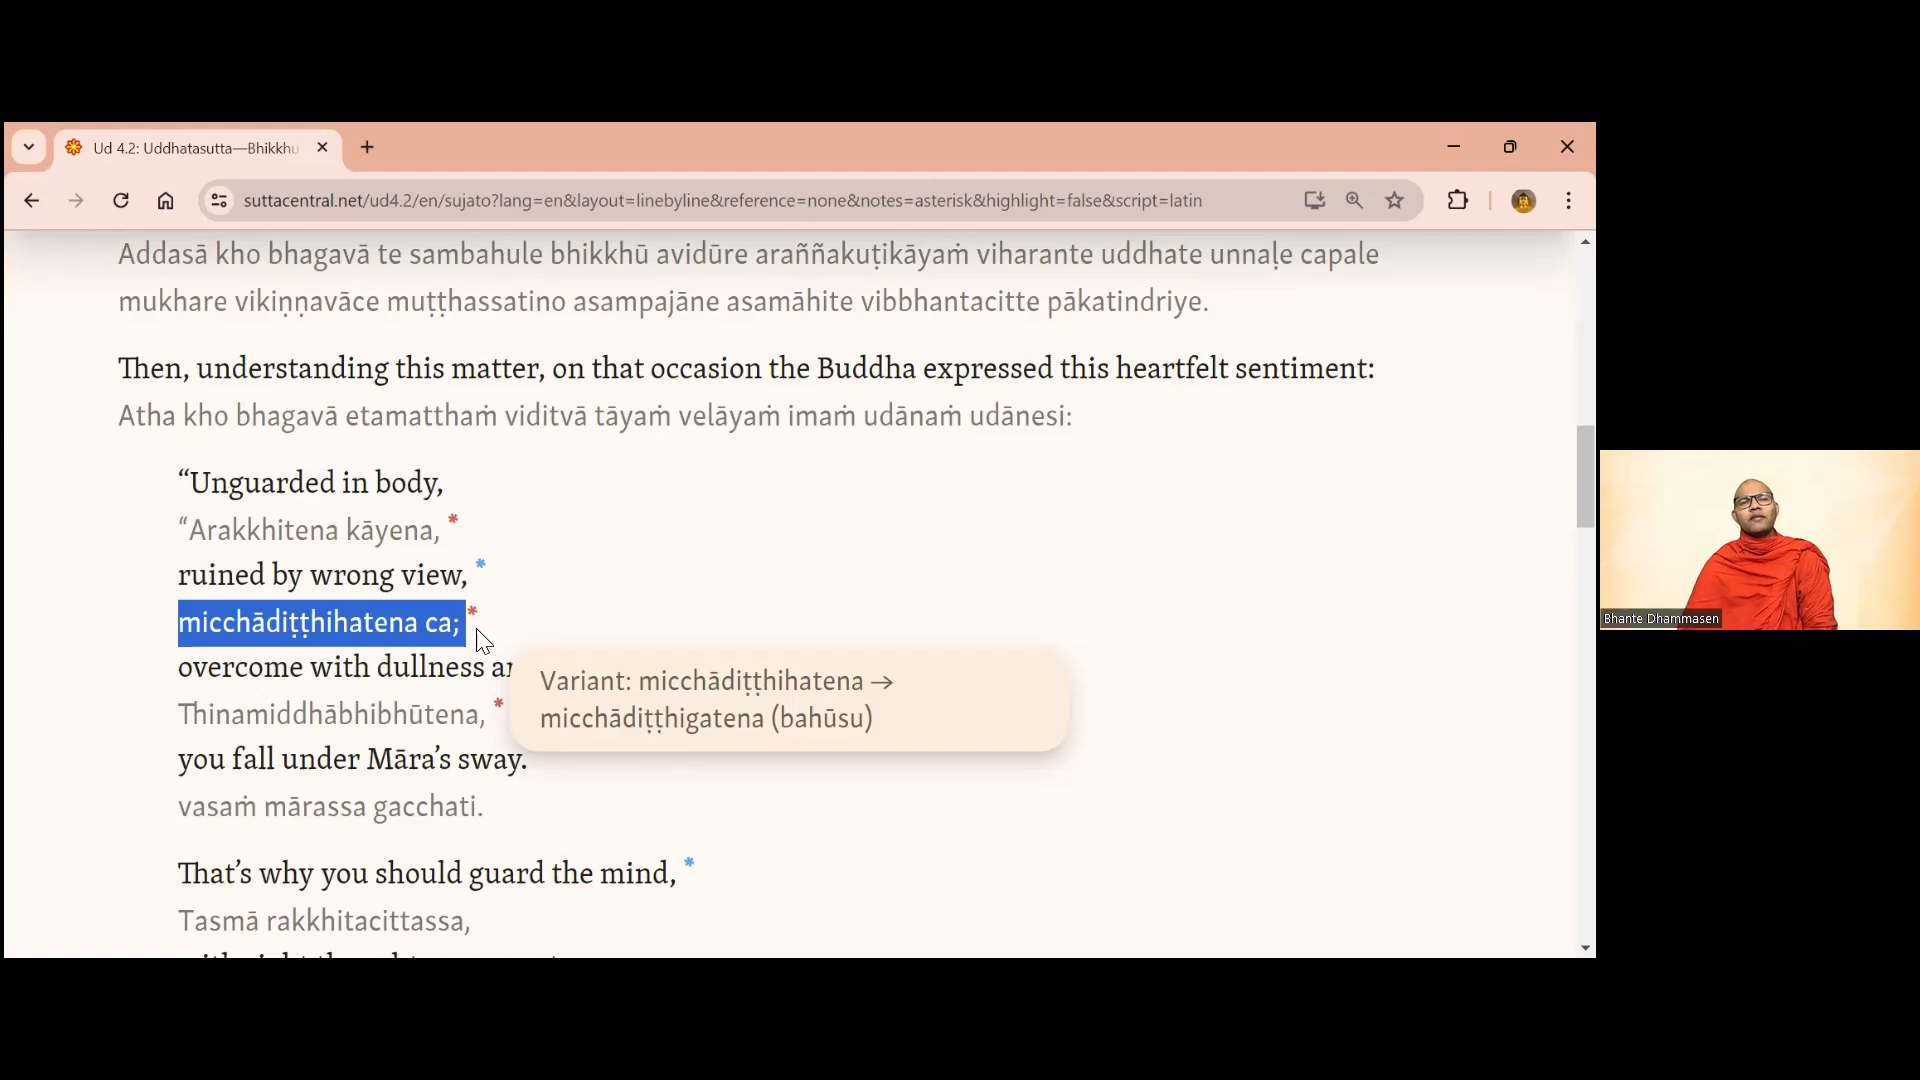 Ud 4.2: Uddhatasutta—Bhikkhu
suttacentral.net/ud4.2/en/sujato?lang=en&layout=linebyline&reference=none&notes=asterisk&highlight=false&script=latin
Addasā kho bhagavā te sambahule bhikkhū avidūre araññakuṭikāyaṁ viharante uddhate unnaḷe capale
mukhare vikiṇṇavāce muṭṭhassatino asampajāne asamāhite vibbhantacitte pākatindriye.
Then, understanding this matter, on that occasion the Buddha expressed this heartfelt sentiment:
Atha kho bhagavā etamatthaṁ viditvā tāyaṁ velāyaṁ imaṁ udānaṁ udānesi:
“Unguarded in body,
“Arakkhitena kāyena, *
ruined by wrong view, *
micchādiṭṭhihatena ca; *
overcome with dullness
Variant: micchādiṭṭhihatena →
micchādiṭṭhigatena (bahūsu)
Thinamiddhābhibhūtena, *
you fall under Māra’s sway.
vasaṁ mārassa gacchati.
That’s why you should guard the mind, *
Tasmā rakkhitacittassa,
Bhante Dhammasen